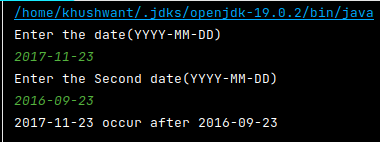 /home/khushwant/.jdks/openjdk-19.0.2/bin/java
Enter the date(YYYY-MM-DD)
2017-11-23
Enter the Second date(YYYY-MM-DD)
2016-09-23
2017-11-23 occur after 2016-09-23